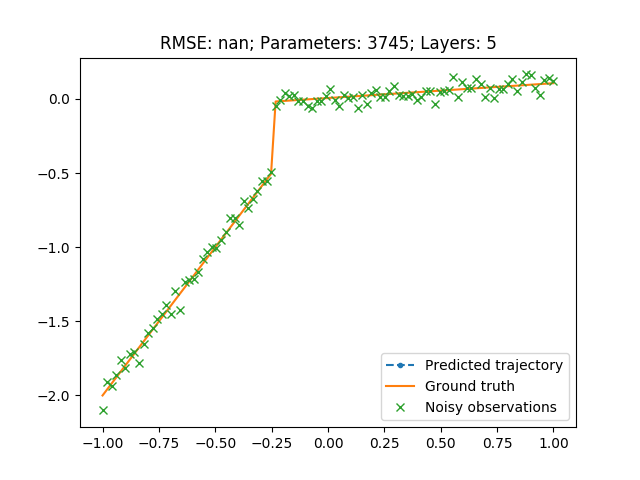 RMSE: nan; Parameters: 3745; Layers: 5
0.0
−0.5
−1.0
−1.5
−2.0
Predicted trajectory
Ground truth
Noisy observations
−1.00 −0.75 −0.50 −0.25 0.00 0.25 0.50 0.75 1.00